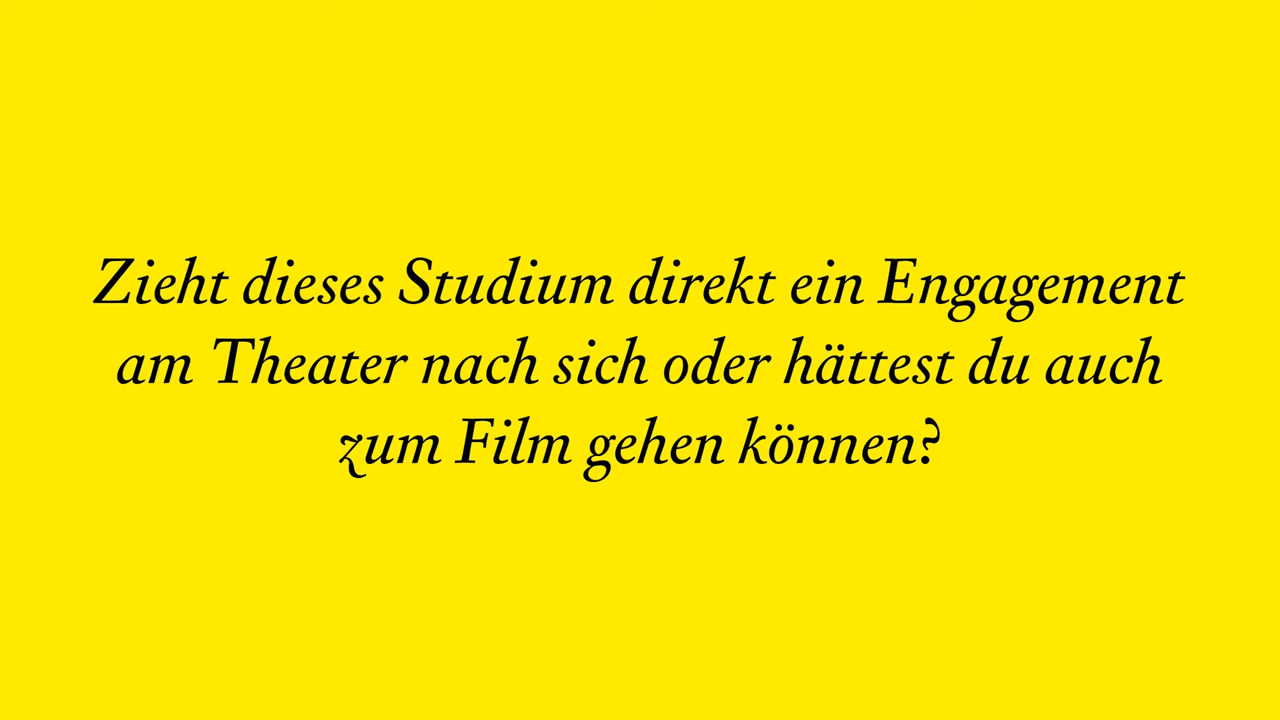 Zieht dieses Studium direkt ein Engagement
am Theater nach sich oder hättest du auch
zum Film gehen können?